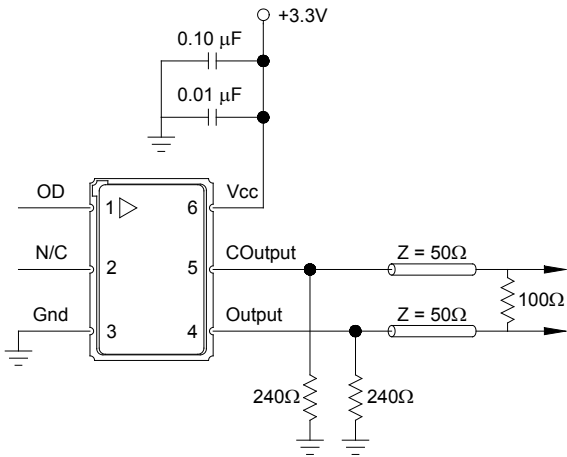 +3.3V
0.10 µF
0.01 µF
OD
1
6
Vcc
N/C
2
5
COutput
Z = 50Ω
Gnd
3
4
Output
Z = 50Ω
100Ω
240Ω
240Ω